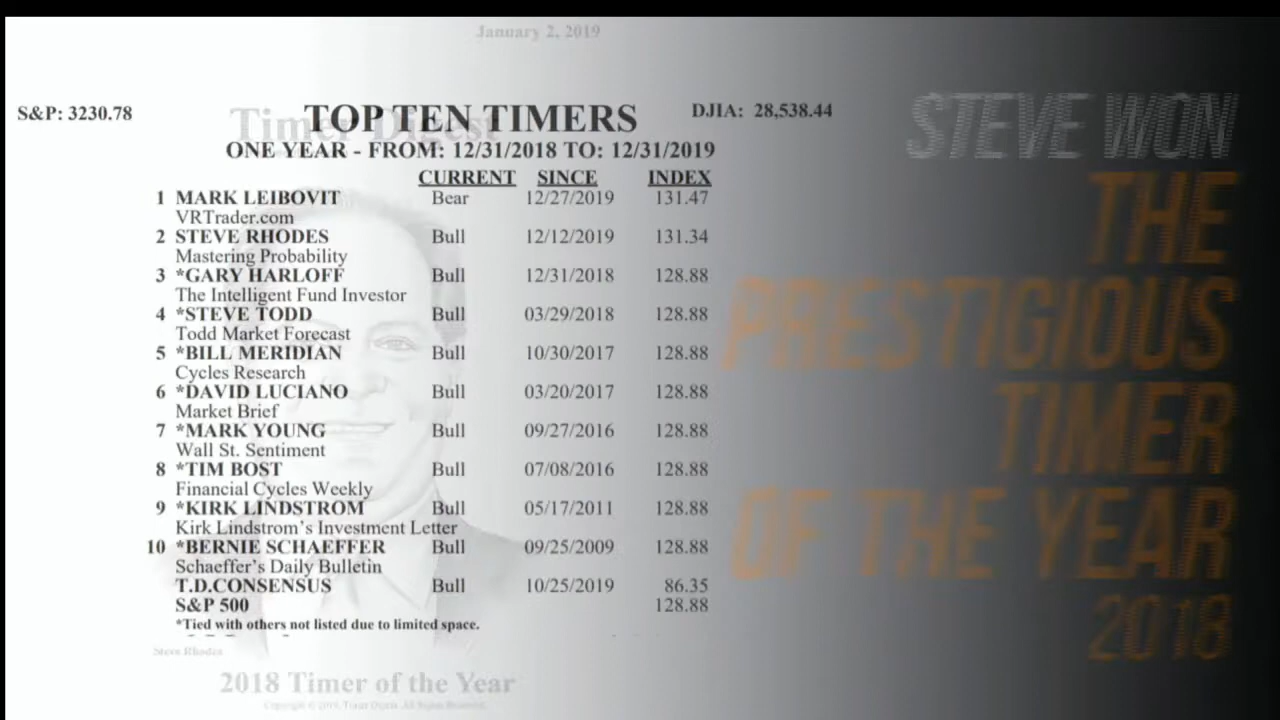 January 2, 2019
S&P: 3230.78
Timer Digest
TOP TEN TIMERS
DJIA: 28,538.44
ONE YEAR - FROM: 12/31/2018 TO: 12/31/2019
CURRENT SINCE INDEX
1 MARK LEIBOVIT Bear 12/27/2019 131.47
VRTrader.com
2 STEVE RHODES Bull 12/12/2019 131.34
Mastering Probability
3 *GARY HARLOFF Bull 12/31/2018 128.88
The Intelligent Fund Investor
4 *STEVE TODD Bull 03/29/2018 128.88
Todd Market Forecast
5 *BILL MERIDIAN Bull 10/30/2017 128.88
Cycles Research
6 *DAVID LUCIANO Bull 03/20/2017 128.88
Market Brief
7 *MARK YOUNG Bull 09/27/2016 128.88
Wall St. Sentiment
8 *TIM BOST Bull 07/08/2016 128.88
Financial Cycles Weekly
9 *KIRK LINDSTROM Bull 05/17/2011 128.88
Kirk Lindstrom's Investment Letter
10 *BERNIE SCHAEFFER Bull 09/25/2009 128.88
Schaeffer's Daily Bulletin
T.D.CONSENSUS Bull 10/25/2019 86.35
S&P 500 128.88
*Tied with others not listed due to limited space.
Steve Rhodes
2018 Timer of the Year
Copyright © 2019, Timer Digest. All Rights Reserved.
STEVE WON
THE
PRESTIGIOUS
TIMER
OF THE YEAR
2018